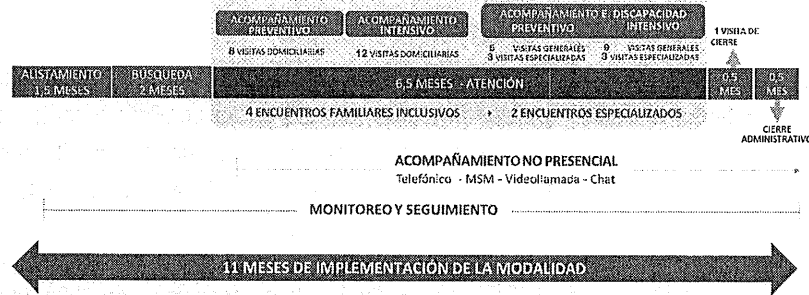 ACOMPAÑAMIENTO PREVENTIVO
8 VISITAS DOMICILIARIAS
ACOMPAÑAMIENTO INTENSIVO
12 VISITAS DOMICILIARIAS
ACOMPAÑAMIENTO E. DISCAPACIDAD
PREVENTIVO INTENSIVO
VISITAS GENERALES
3 VISITAS ESPECIALIZADAS
9 VISITAS GENERALES
3 VISITAS ESPECIALIZADAS
1 VISITA DE
CIERRE
ALISTAMIENTO
1,5 MESES
BÚSQUEDA
2 MESES
6,5 MESES - ATENCIÓN
0,5
MES
0,5
MES
4 ENCUENTROS FAMILIARES INCLUSIVOS
2 ENCUENTROS ESPECIALIZADOS
CIERRE
ADMINISTRATIVO
ACOMPAÑAMIENTO NO PRESENCIAL
Telefónico - MSM - Videollamada - Chat
MONITOREO Y SEGUIMIENTO
11 MESES DE IMPLEMENTACIÓN DE LA MODALIDAD